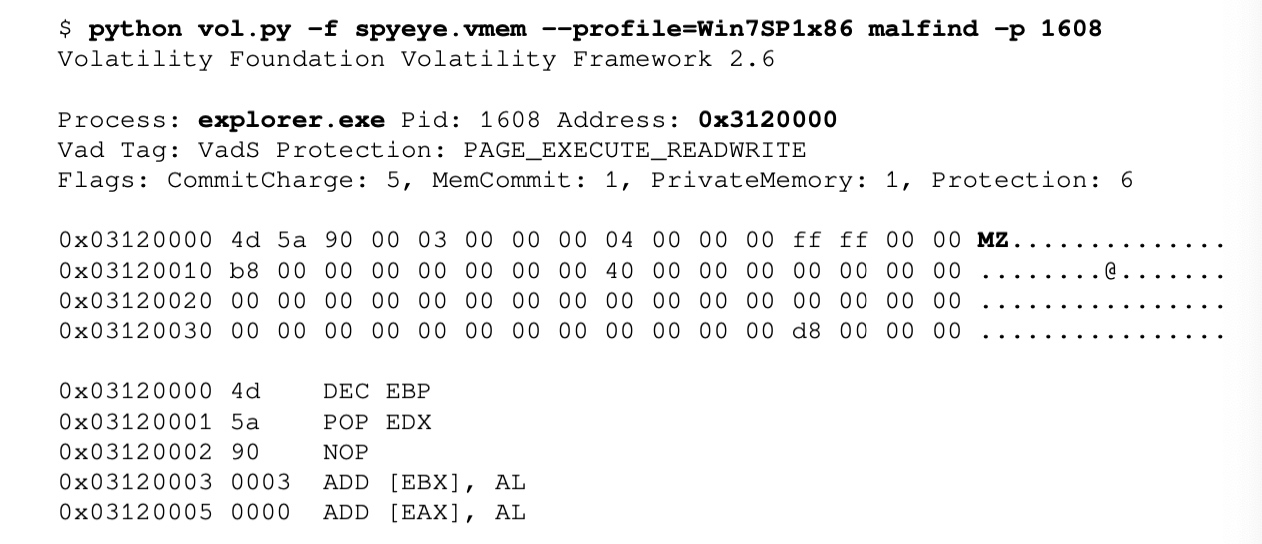 $ python vol.py -f spyeye.vmem --profile=Win7SP1x86 malfind -p 1608
Volatility Foundation Volatility Framework 2.6
Process: explorer.exe Pid: 1608 Address: 0x3120000
Vad Tag: VadS Protection: PAGE_EXECUTE_READWRITE
Flags: CommitCharge: 5, MemCommit: 1, PrivateMemory: 1, Protection: 6
0x03120000 4d 5a 90 00 03 00 00 00 04 00 00 00 ff ff 00 00 MZ..............
0x03120010 b8 00 00 00 00 00 00 00 40 00 00 00 00 00 00 00 ........@.......
0x03120020 00 00 00 00 00 00 00 00 00 00 00 00 00 00 00 00 ................
0x03120030 00 00 00 00 00 00 00 00 00 00 00 00 d8 00 00 00 ................
0x03120000 4d DEC EBP
0x03120001 5a POP EDX
0x03120002 90 NOP
0x03120003 0003 ADD [EBX], AL
0x03120005 0000 ADD [EAX], AL